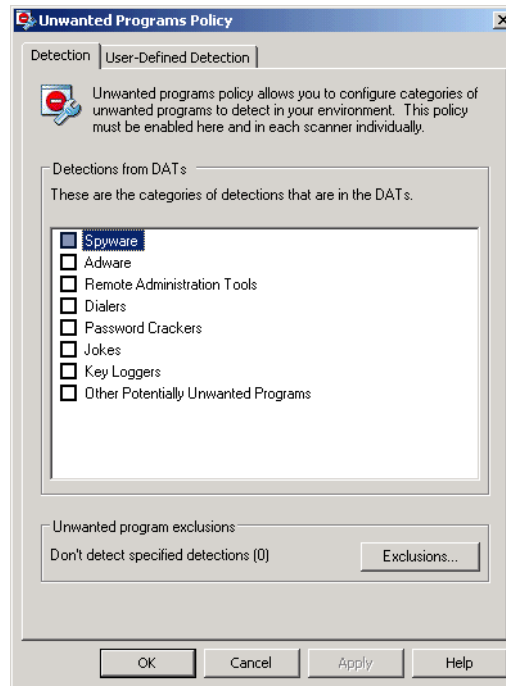 Unwanted Programs Policy
Detection
User-Defined Detection
Unwanted programs policy allows you to configure categories of
unwanted programs to detect in your environment. This policy
must be enabled here and in each scanner individually.
Detections from DATs
These are the categories of detections that are in the DATs.
Spyware
Adware
Remote Administration Tools
Dialers
Password Crackers
Jokes
Key Loggers
Other Potentially Unwanted Programs
Unwanted program exclusions
Don't detect specified detections (0)
Exclusions...
OK
Cancel
Apply
Help